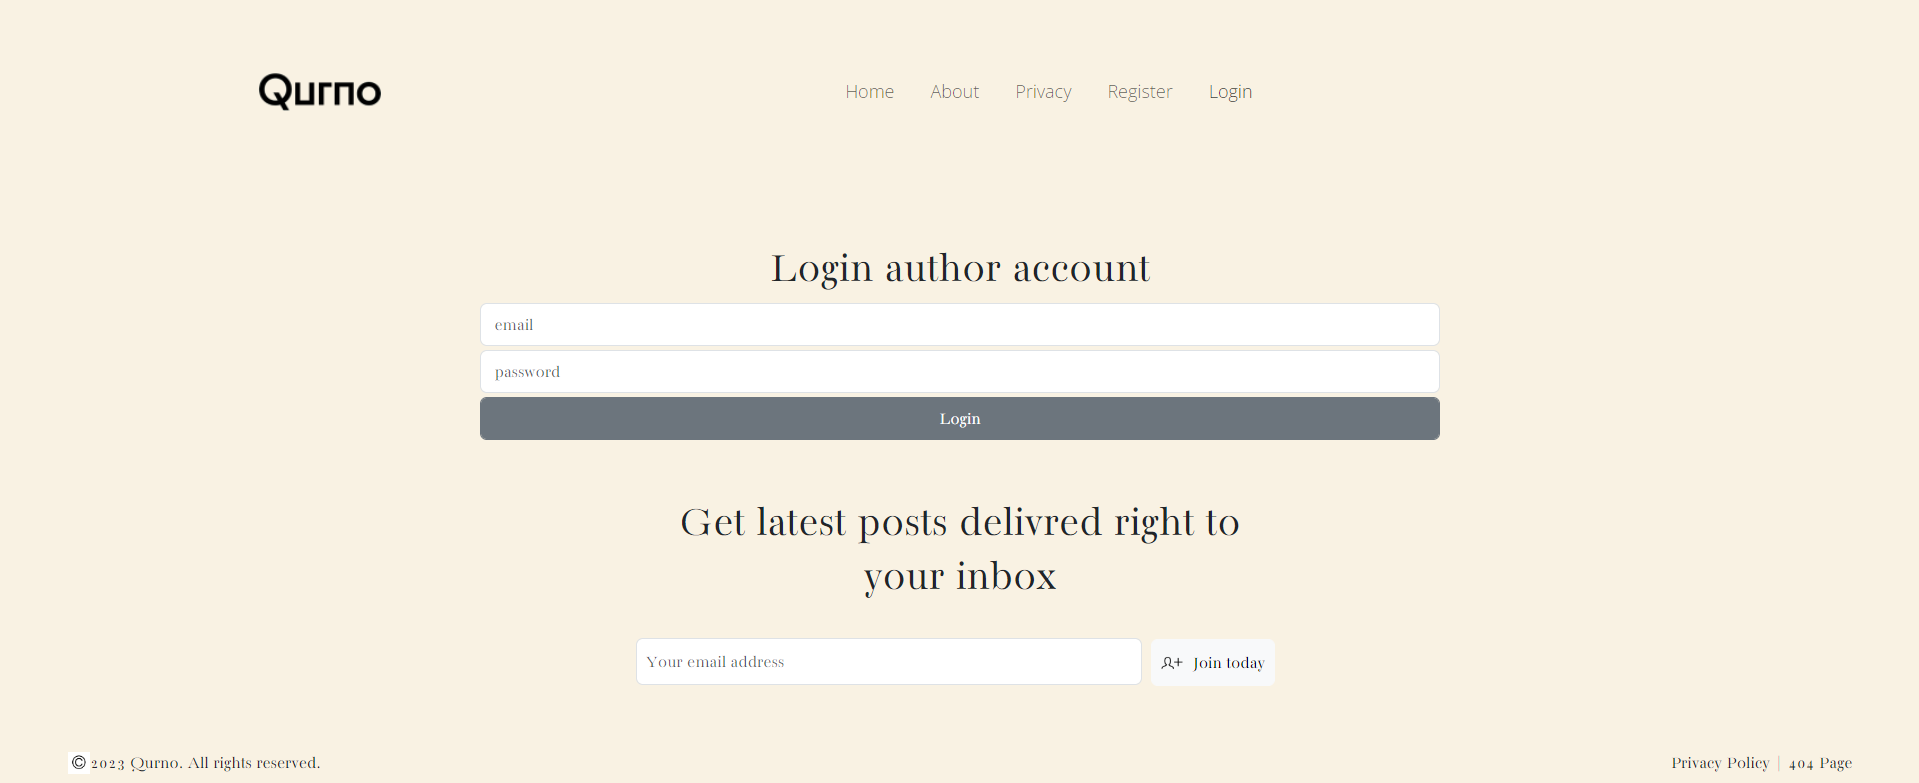 Qurno
Home About Privacy Register Login
Login author account
email
password
Login
Get latest posts delivred right to
your inbox
Your email address
Join today
© 2023 Qurno. All rights reserved.
Privacy Policy | 404 Page